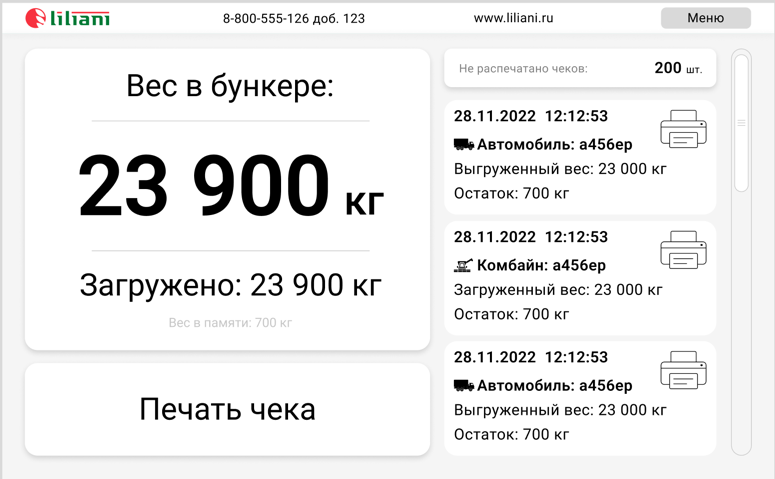 liliani
8-800-555-126 доб. 123
www.liliani.ru
Меню
Вес в бункере:
23 900 кг
Загружено: 23 900 кг
Вес в памяти: 700 кг
Печать чека
Не распечатано чеков: 200 шт.
28.11.2022 12:12:53
Автомобиль: а456ер
Выгруженный вес: 23 000 кг
Остаток: 700 кг
28.11.2022 12:12:53
Комбайн: а456ер
Загруженный вес: 23 000 кг
Остаток: 700 кг
28.11.2022 12:12:53
Автомобиль: а456ер
Выгруженный вес: 23 000 кг
Остаток: 700 кг